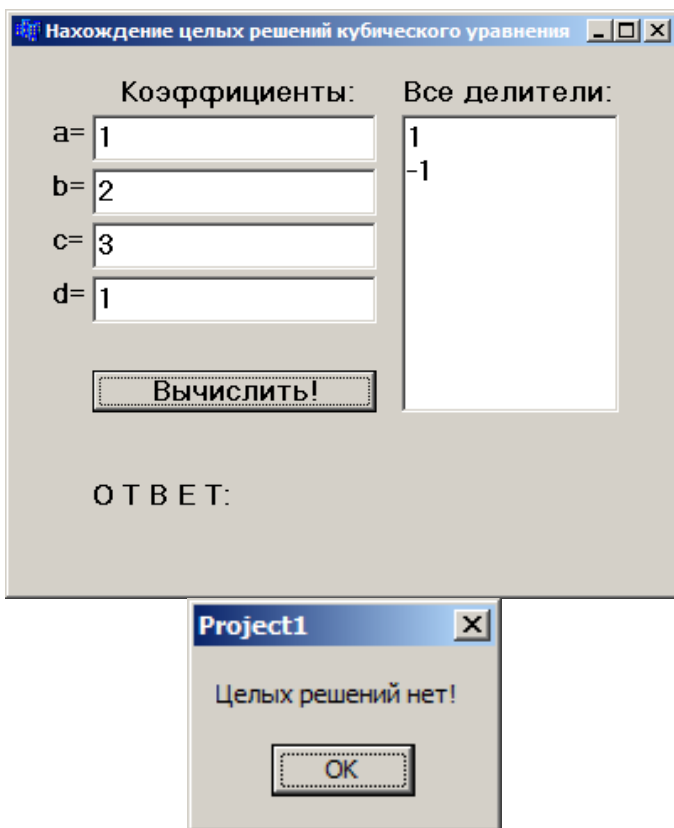 Нахождение целых решений кубического уравнения
Коэффициенты:
Все делители:
a= 1
b= 2
c= 3
d= 1
1
-1
Вычислить!
О Т В Е Т:
Project1
Целых решений нет!
OK